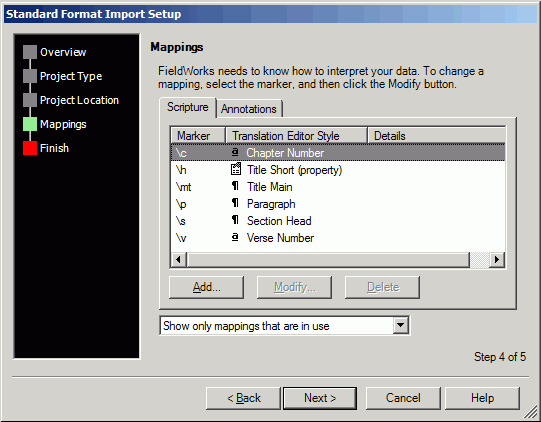 Standard Format Import Setup
Overview
Project Type
Project Location
Mappings
Finish
Mappings
FieldWorks needs to know how to interpret your data. To change a
mapping, select the marker, and then click the Modify button.
Scripture Annotations
Marker Translation Editor Style Details
\c a Chapter Number
\h Title Short (property)
\mt ¶ Title Main
\p ¶ Paragraph
\s ¶ Section Head
\v a Verse Number
Add... Modify... Delete
Show only mappings that are in use
Step 4 of 5
< Back Next > Cancel Help